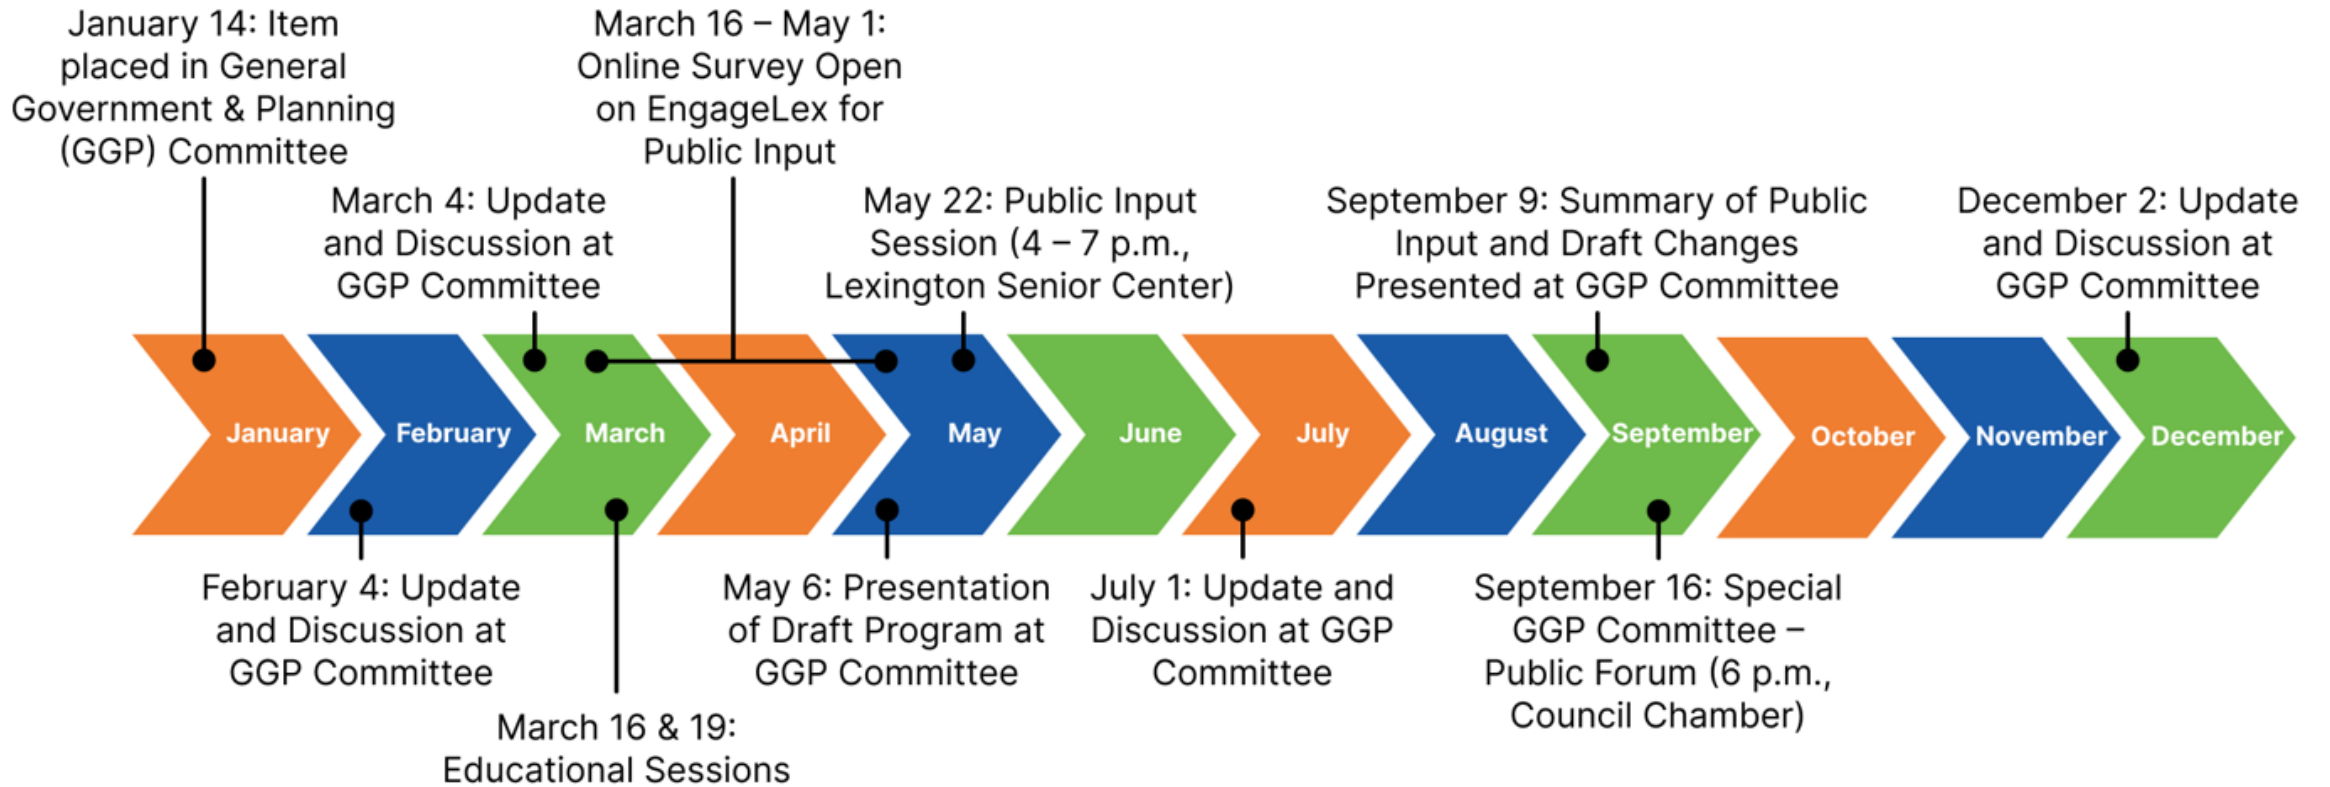 January 14: Item
placed in General
Government & Planning
(GGP) Committee
March 16 – May 1:
Online Survey Open
on EngageLex for
Public Input
March 4: Update
and Discussion at
GGP Committee
May 22: Public Input
Session (4 – 7 p.m.,
Lexington Senior Center)
September 9: Summary of Public
Input and Draft Changes
Presented at GGP Committee
December 2: Update
and Discussion at
GGP Committee
January
February
March
April
May
June
July
August
September
October
November
December
February 4: Update
and Discussion at
GGP Committee
March 16 & 19:
Educational Sessions
May 6: Presentation
of Draft Program at
GGP Committee
July 1: Update and
Discussion at GGP
Committee
September 16: Special
GGP Committee –
Public Forum (6 p.m.,
Council Chamber)